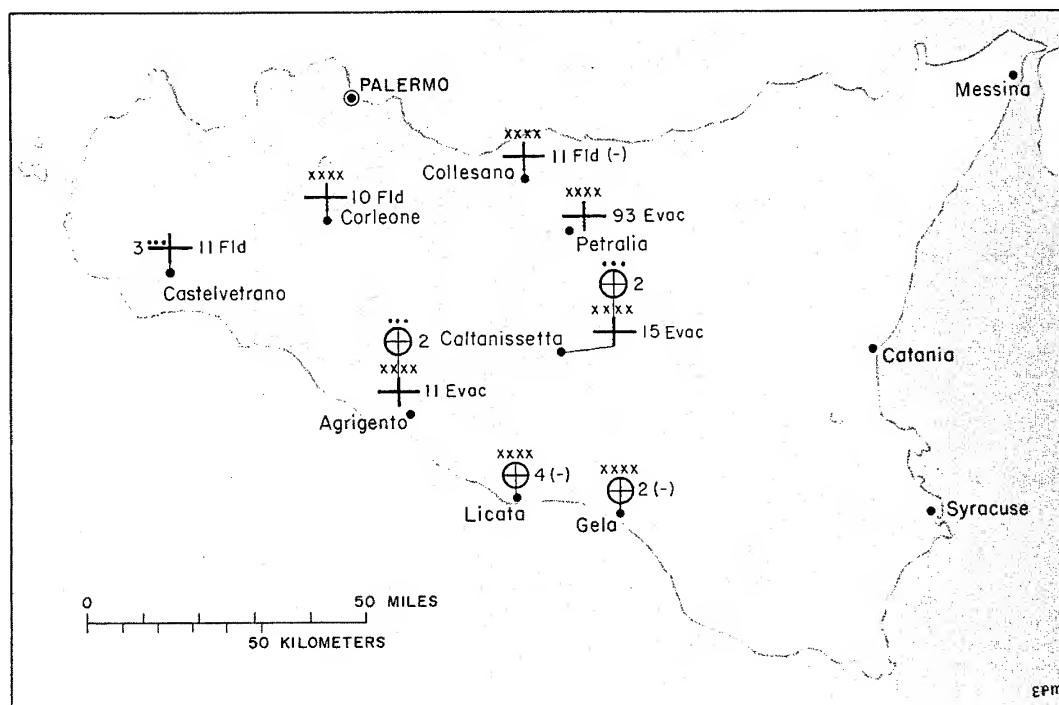 Messina
PALERMO
XXXX
11 Fld (-)
Collesano
XXXX
10 Fld
Corleone
XXXX
93 Evac
Petralia
3 ••• 11 Fld
Castelvetrano
•••
2
XXXX
15 Evac
Caltanissetta
•••
2
XXXX
11 Evac
Agrigento
Catania
XXXX
4 (-)
Licata
XXXX
2 (-)
Gela
Syracuse
0 50 MILES
50 KILOMETERS